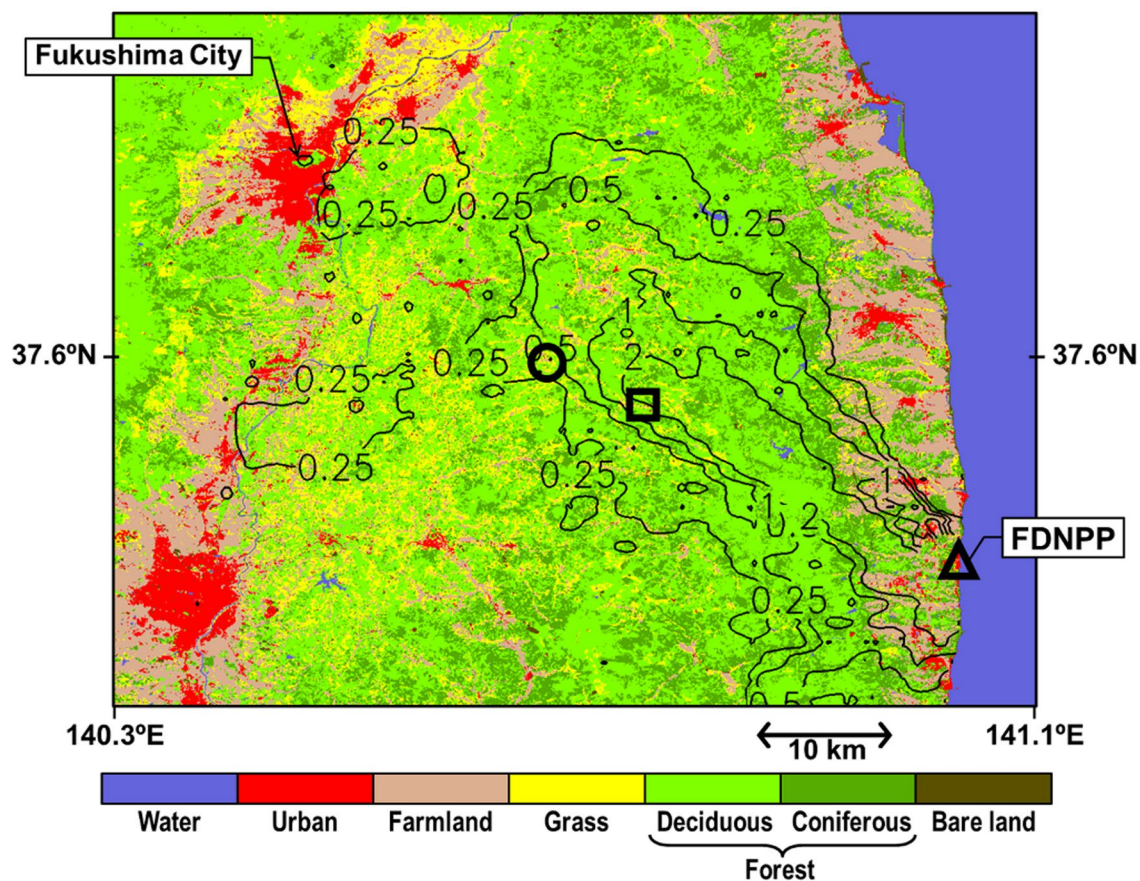 Fukushima City
0.25
0
0.25
0.25
0.5
0.25
1
37.6ºN
0.5
0.25
2
37.6ºN
0.25
0.25
0.25
1
1
2
FDNPP
0.25
0.5
140.3ºE
141.1ºE
10 km
Water
Urban
Farmland
Grass
Deciduous
Coniferous
Bare land
Forest